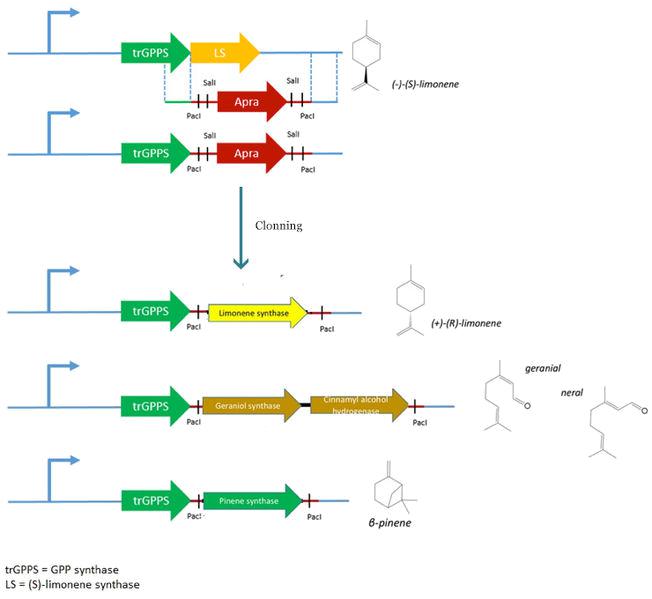 trGPPS LS
(-)-(S)-limonene
SalI SalI
Apra
PacI PacI
SalI SalI
trGPPS Apra
PacI PacI
Clonning
trGPPS Limonene synthase
PacI PacI
(+)-(R)-limonene
geranial
neral
trGPPS Geraniol synthase Cinnamyl alcohol
hydrogenase
PacI PacI
O O
trGPPS Pinene synthase
PacI PacI
β-pinene
trGPPS = GPP synthase
LS = (S)-limonene synthase